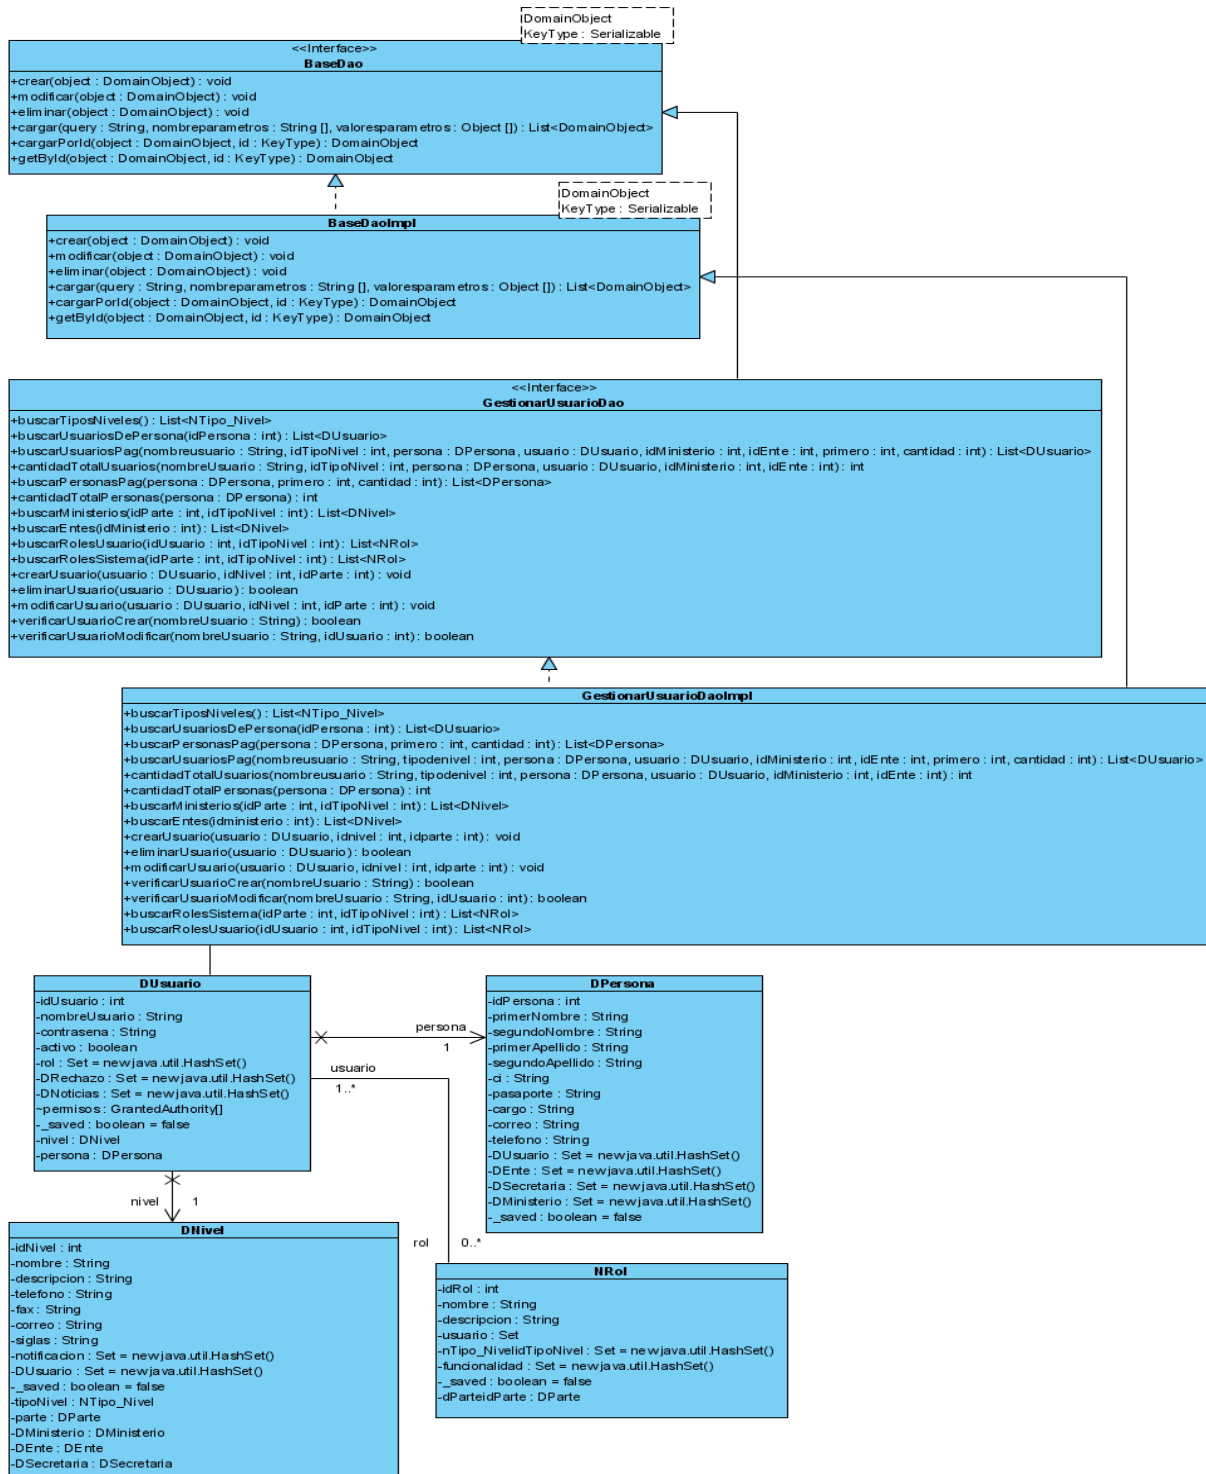 DomainObject
KeyType : Serializable
<<Interface>>
BaseDao
+crear(object : DomainObject) : void
+modificar(object : DomainObject) : void
+eliminar(object : DomainObject) : void
+cargar(query : String, nombreparametros : String [], valoresparametros : Object []) : List<DomainObject>
+cargarPorId(object : DomainObject, id : KeyType) : DomainObject
+getById(object : DomainObject, id : KeyType) : DomainObject
DomainObject
KeyType : Serializable
BaseDaoImpl
+crear(object : DomainObject) : void
+modificar(object : DomainObject) : void
+eliminar(object : DomainObject) : void
+cargar(query : String, nombreparametros : String [], valoresparametros : Object []) : List<DomainObject>
+cargarPorId(object : DomainObject, id : KeyType) : DomainObject
+getById(object : DomainObject, id : KeyType) : DomainObject
<<Interface>>
GestionarUsuarioDao
+buscarTiposNiveles() : List<NTipo_Nivel>
+buscarUsuariosDePersona(idPersona : int) : List<DUsuario>
+buscarUsuariosPag(nombreusuario : String, idTipoNivel : int, persona : DPersona, usuario : DUsuario, idMinisterio : int, idEnte : int, primero : int, cantidad : int) : List<DUsuario>
+cantidadTotalUsuarios(nombreUsuario : String, idTipoNivel : int, persona : DPersona, usuario : DUsuario, idMinisterio : int, idEnte : int) : int
+buscarPersonasPag(persona : DPersona, primero : int, cantidad : int) : List<DPersona>
+cantidadTotalPersonas(persona : DPersona) : int
+buscarMinisterios(idParte : int, idTipoNivel : int) : List<DNivel>
+buscarEntes(idMinisterio : int) : List<DNivel>
+buscarRolesUsuario(idUsuario : int, idTipoNivel : int) : List<NRol>
+buscarRolesSistema(idParte : int, idTipoNivel : int) : List<NRol>
+crearUsuario(usuario : DUsuario, idNivel : int, idParte : int) : void
+eliminarUsuario(usuario : DUsuario) : boolean
+modificarUsuario(usuario : DUsuario, idNivel : int, idParte : int) : void
+verificarUsuarioCrear(nombreUsuario : String) : boolean
+verificarUsuarioModificar(nombreUsuario : String, idUsuario : int) : boolean
GestionarUsuarioDaoImpl
+buscarTiposNiveles() : List<NTipo_Nivel>
+buscarUsuariosDePersona(idPersona : int) : List<DUsuario>
+buscarPersonasPag(persona : DPersona, primero : int, cantidad : int) : List<DPersona>
+buscarUsuariosPag(nombreusuario : String, tipodenivel : int, persona : DPersona, usuario : DUsuario, idMinisterio : int, idEnte : int, primero : int, cantidad : int) : List<DUsuario>
+cantidadTotalUsuarios(nombreusuario : String, tipodenivel : int, persona : DPersona, usuario : DUsuario, idMinisterio : int, idEnte : int) : int
+cantidadTotalPersonas(persona : DPersona) : int
+buscarMinisterios(idParte : int, idTipoNivel : int) : List<DNivel>
+buscarEntes(idministerio : int) : List<DNivel>
+crearUsuario(usuario : DUsuario, idnivel : int, idparte : int) : void
+eliminarUsuario(usuario : DUsuario) : boolean
+modificarUsuario(usuario : DUsuario, idnivel : int, idparte : int) : void
+verificarUsuarioCrear(nombreUsuario : String) : boolean
+verificarUsuarioModificar(nombreUsuario : String, idUsuario : int) : boolean
+buscarRolesSistema(idParte : int, idTipoNivel : int) : List<NRol>
+buscarRolesUsuario(idUsuario : int, idTipoNivel : int) : List<NRol>
DUsuario
-idUsuario : int
-nombreUsuario : String
-contrasena : String
-activo : boolean
-rol : Set = new java.util.HashSet()
-DRechazo : Set = new java.util.HashSet()
-DNoticias : Set = new java.util.HashSet()
~permisos : GrantedAuthority[]
-_saved : boolean = false
-nivel : DNivel
-persona : DPersona
persona
1
usuario
1..*
DPersona
-idPersona : int
-primerNombre : String
-segundoNombre : String
-primerApellido : String
-segundoApellido : String
-ci : String
-pasaporte : String
-cargo : String
-correo : String
-telefono : String
-DUsuario : Set = new java.util.HashSet()
-DEnte : Set = new java.util.HashSet()
-DSecretaria : Set = new java.util.HashSet()
-DMinisterio : Set = new java.util.HashSet()
-_saved : boolean = false
nivel 1
DNivel
-idNivel : int
-nombre : String
-descripcion : String
-telefono : String
-fax : String
-correo : String
-siglas : String
-notificacion : Set = new java.util.HashSet()
-DUsuario : Set = new java.util.HashSet()
-_saved : boolean = false
-tipoNivel : NTipo_Nivel
-parte : DParte
-DMinisterio : DMinisterio
-DEnte : DEnte
-DSecretaria : DSecretaria
rol 0..*
NRol
-idRol : int
-nombre : String
-descripcion : String
-usuario : Set
-nTipo_NivelidTipoNivel : Set = new java.util.HashSet()
-funcionalidad : Set = new java.util.HashSet()
-_saved : boolean = false
-dParteidParte : DParte